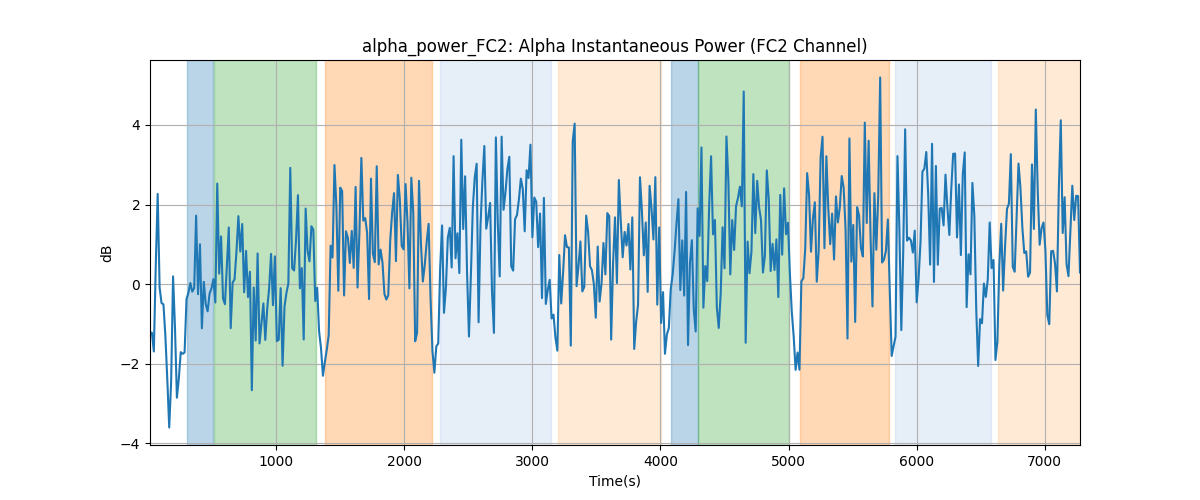 alpha_power_FC2: Alpha Instantaneous Power (FC2 Channel)
dB
4
2
0
−2
−4
1000 2000 3000 4000 5000 6000 7000
Time(s)